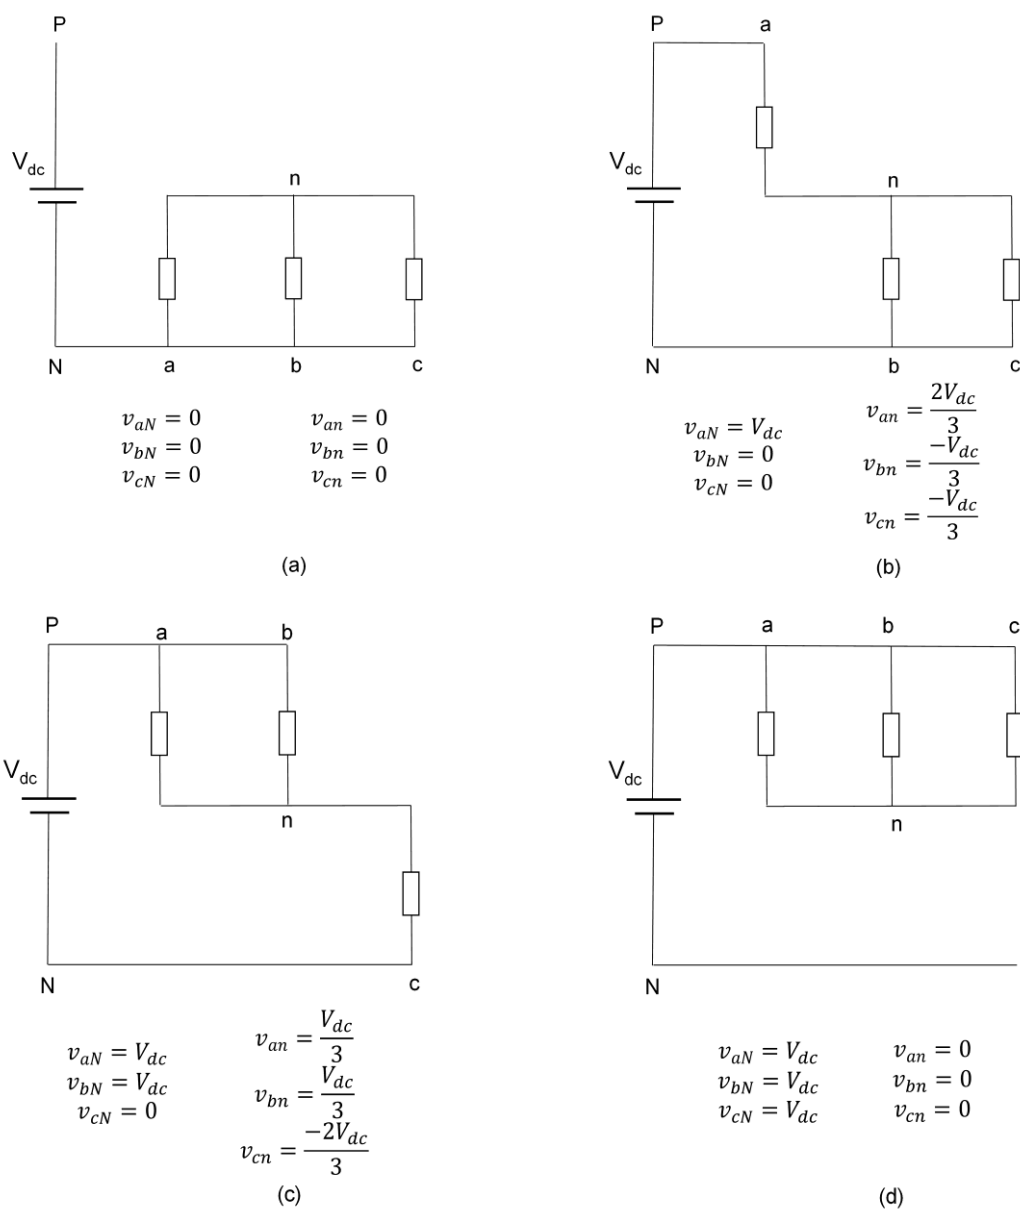 P
V_dc
n
N a b c
v_aN = 0 v_an = 0
v_bN = 0 v_bn = 0
v_cN = 0 v_cn = 0
(a)
P a
V_dc
n
N b c
v_aN = V_dc v_an = 2V_dc/3
v_bN = 0 v_bn = -V_dc/3
v_cN = 0 v_cn = -V_dc/3
(b)
P a b
V_dc
n
N c
v_aN = V_dc v_an = V_dc/3
v_bN = V_dc v_bn = V_dc/3
v_cN = 0 v_cn = -2V_dc/3
(c)
P a b c
V_dc
n
N
v_aN = V_dc v_an = 0
v_bN = V_dc v_bn = 0
v_cN = V_dc v_cn = 0
(d)